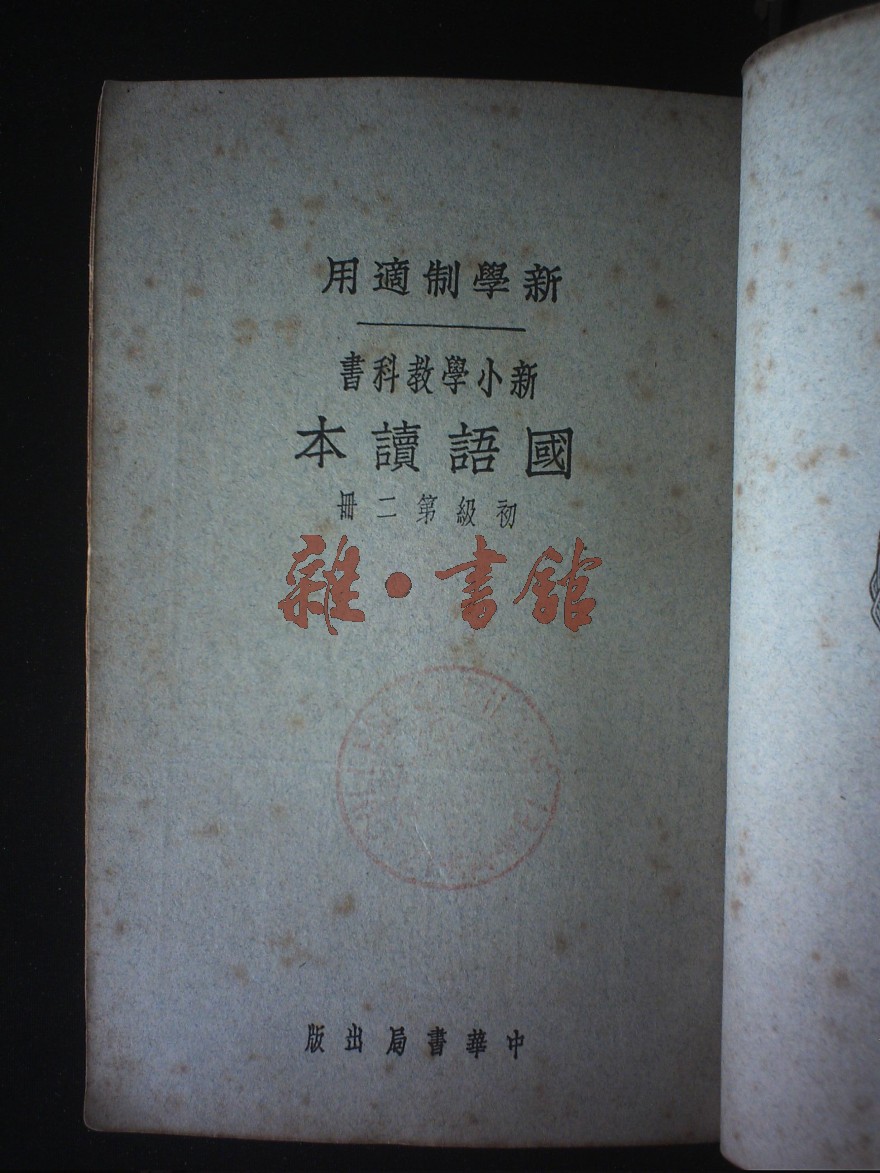 新學制適用
新小學教科書
國語讀本
初級第二冊
雜·書館
中華書局出版